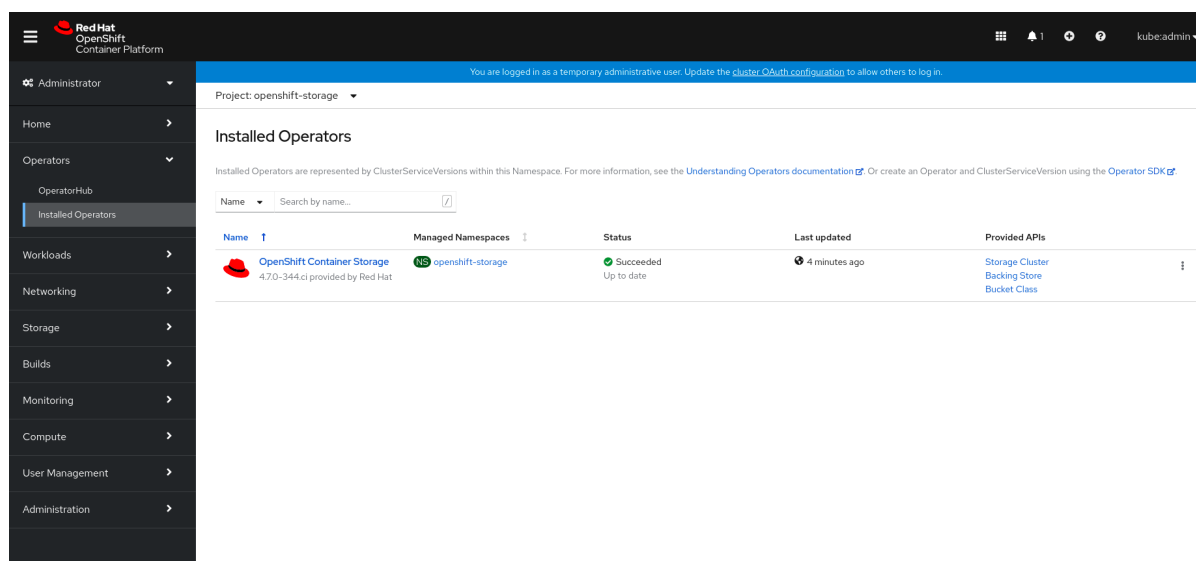 Red Hat
OpenShift
Container Platform
1
kube:admin
Administrator
You are logged in as a temporary administrative user. Update the cluster OAuth configuration to allow others to log in.
Project: openshift-storage
Home
Operators
OperatorHub
Installed Operators
Workloads
Networking
Storage
Builds
Monitoring
Compute
User Management
Administration
Installed Operators
Installed Operators are represented by ClusterServiceVersions within this Namespace. For more information, see the Understanding Operators documentation. Or create an Operator and ClusterServiceVersion using the Operator SDK.
Name Search by name... /
Name Managed Namespaces Status Last updated Provided APIs
OpenShift Container Storage NS openshift-storage Succeeded 4 minutes ago Storage Cluster
4.7.0-344.ci provided by Red Hat Up to date Backing Store
Bucket Class